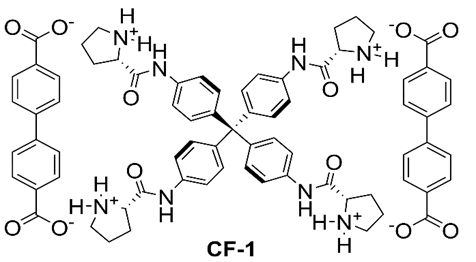 O O⁻ H H N⁺ H N O
H N O N⁺ H H O O⁻
O O⁻ H N⁺ H O N H
N H O H N⁺ H O O⁻
CF-1